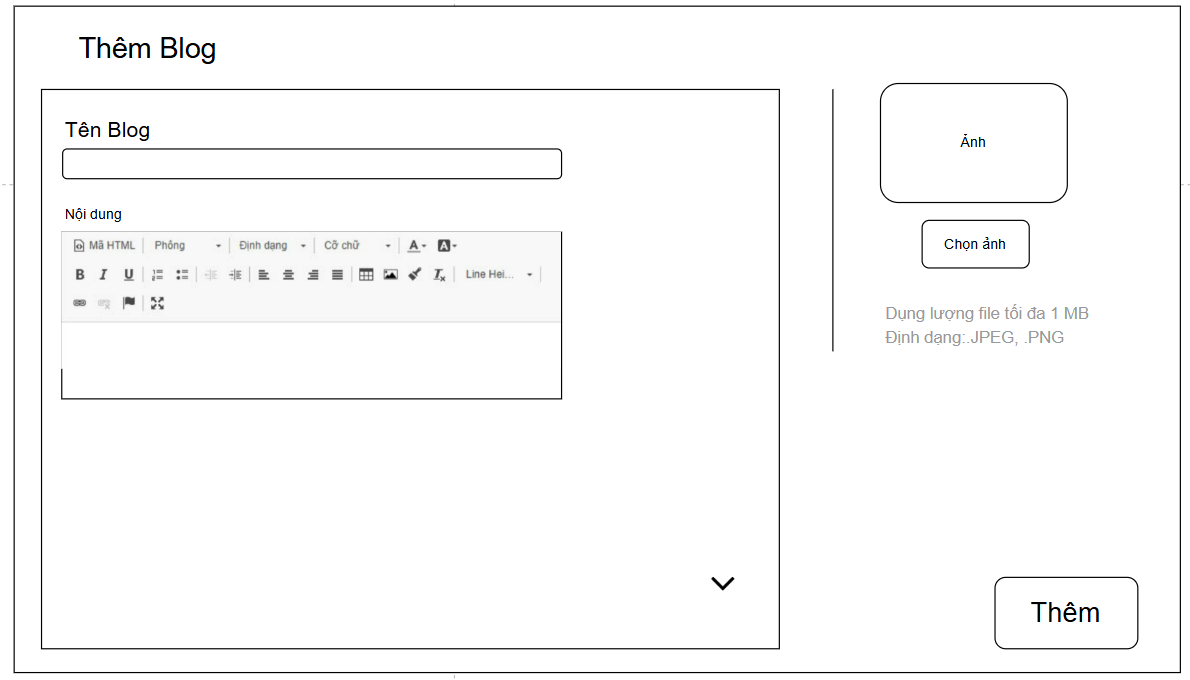 Thêm Blog
Tên Blog
Nội dung
Mã HTML Phông Định dạng Cỡ chữ A A
B I U Line Hei...
Ảnh
Chọn ảnh
Dụng lượng file tối đa 1 MB
Định dạng:.JPEG, .PNG
Thêm